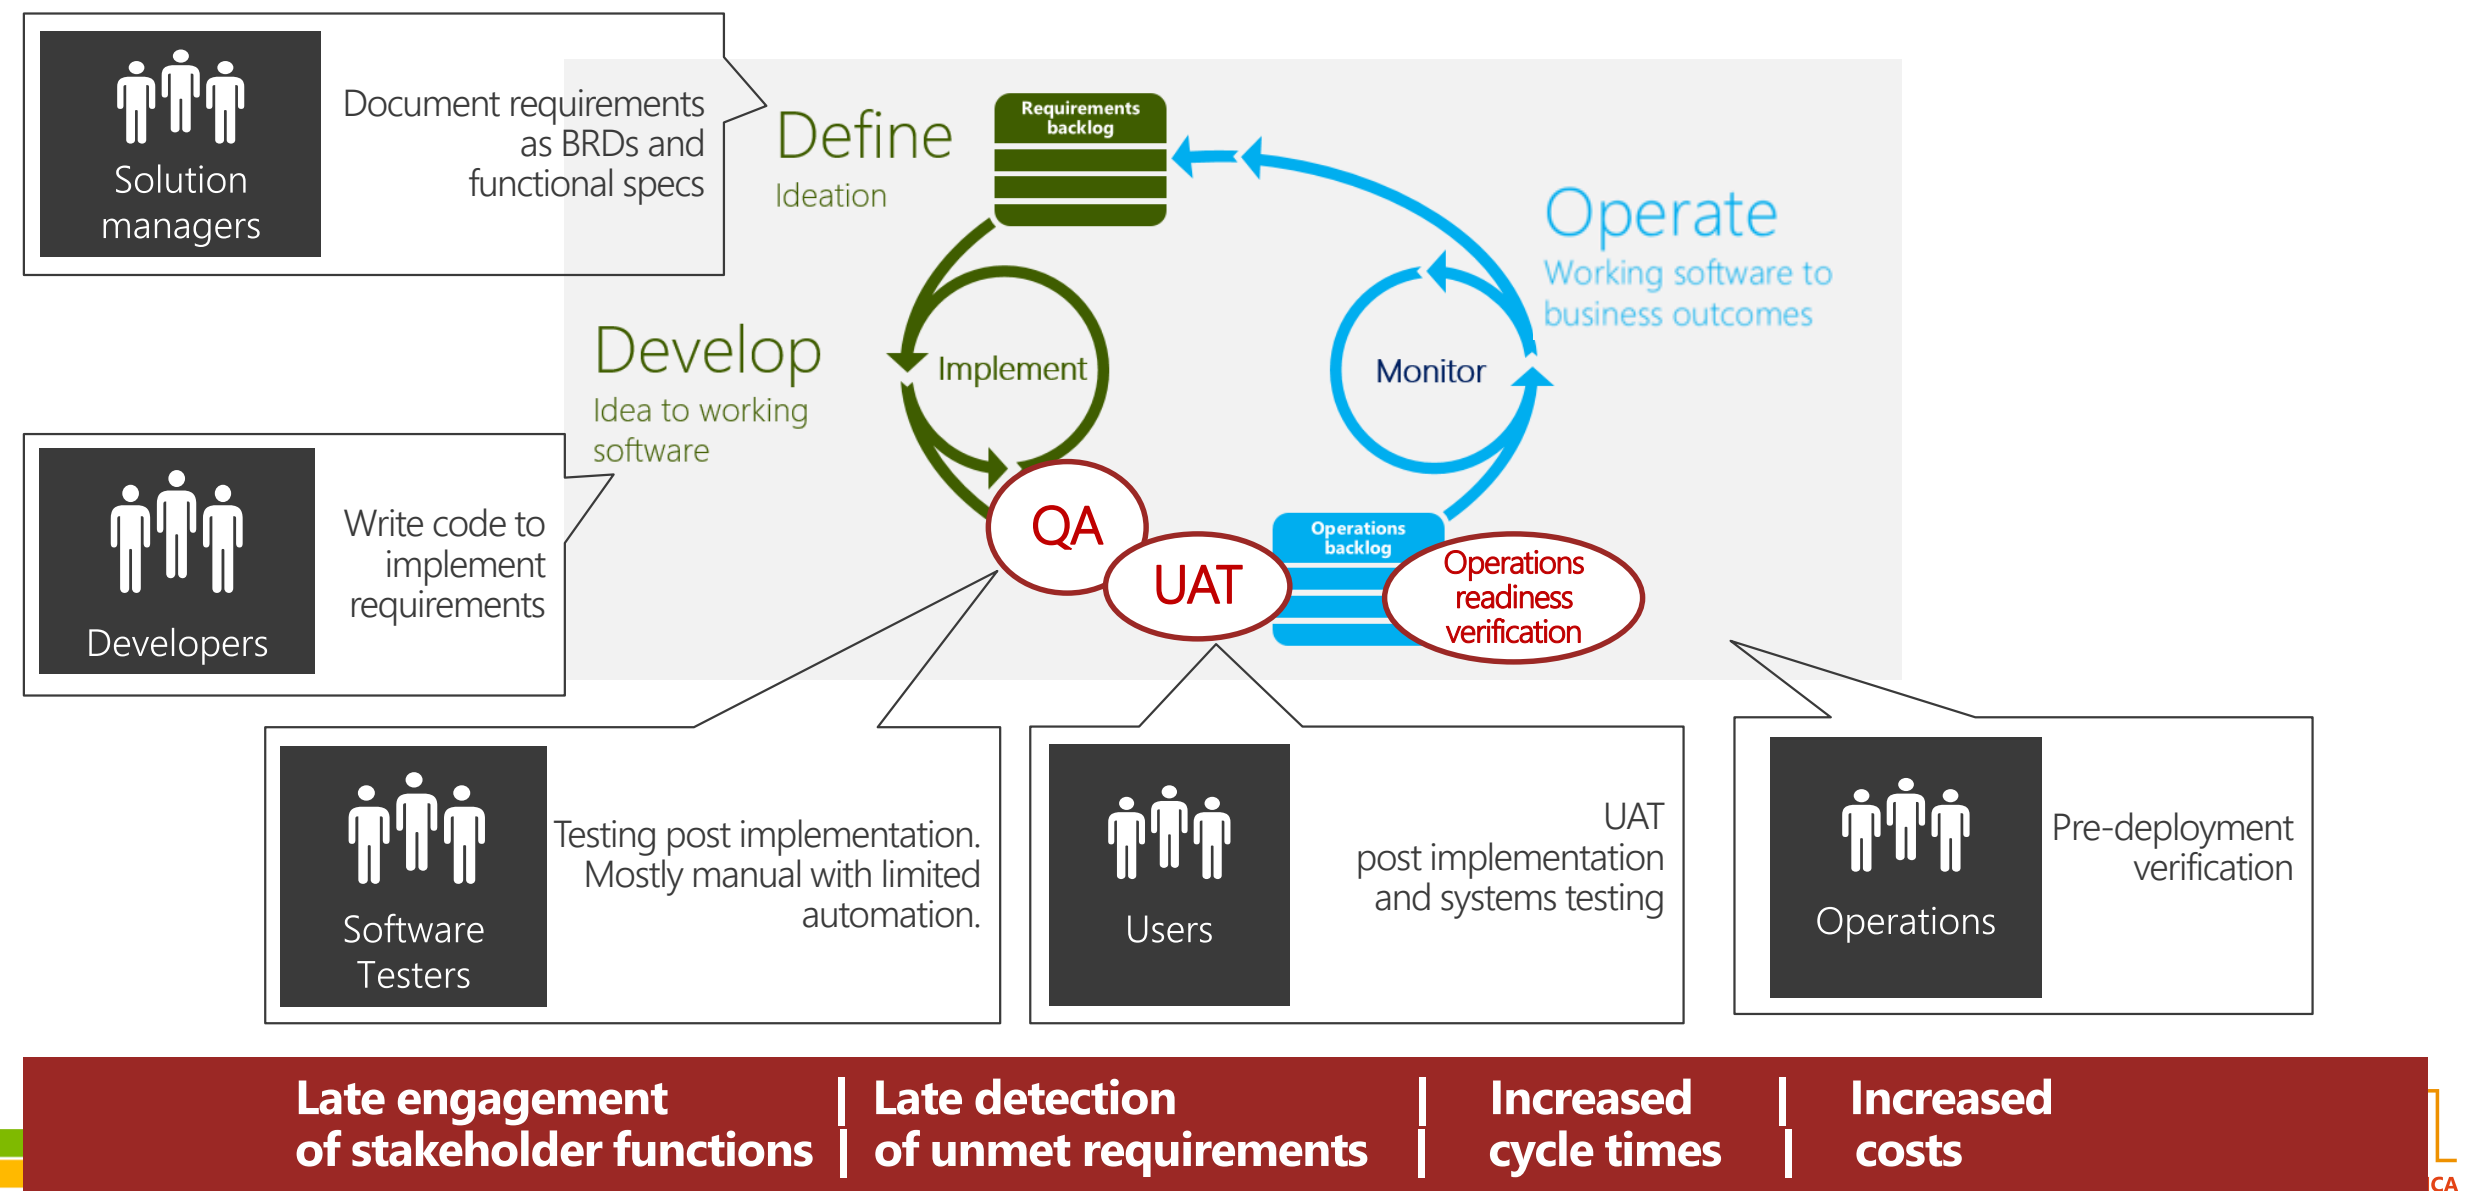 Solution
managers
Document requirements
as BRDs and
functional specs
Define
Ideation
Requirements
backlog
Operate
Working software to
business outcomes
Develop
Idea to working
software
Implement
Monitor
Developers
Write code to
implement
requirements
QA
UAT
Operations
backlog
Operations
readiness
verification
Software
Testers
Testing post implementation.
Mostly manual with limited
automation.
Users
UAT
post implementation
and systems testing
Operations
Pre-deployment
verification
Late engagement
of stakeholder functions
Late detection
of unmet requirements
Increased
cycle times
Increased
costs
ICA